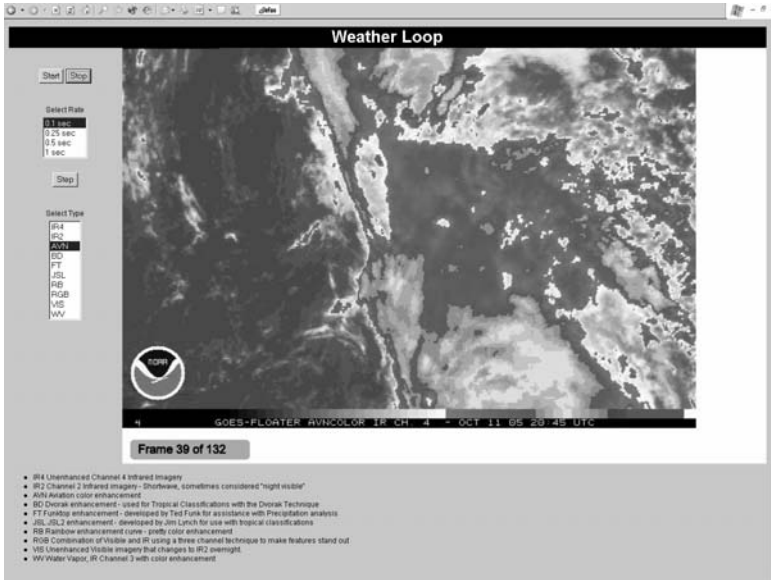 Weather Loop
Start Stop
Select Rate
0.1 sec
0.25 sec
0.5 sec
1 sec
Step
Select Type
IR4
IR2
AVN
BD
FT
JSL
RB
RGB
VIS
WV
NOAA
4 GOES-FLOATER AVNCOLOR IR CH. 4 - OCT 11 05 20:45 UTC
Frame 39 of 132
• IR4 Unenhanced Channel 4 Infrared Imagery
• IR2 Channel 2 Infrared imagery - Shortwave, sometimes considered "night visible"
• AVN Aviation color enhancement
• BD Dvorak enhancement - used for Tropical Classifications with the Dvorak Technique
• FT Funktop enhancement - developed by Ted Funk for assistance with Precipitation analysis
• JSL JSL2 enhancement - developed by Jim Lynch for use with tropical classifications
• RB Rainbow enhancement curve - pretty color enhancement
• RGB Combination of Visible and IR using a three channel technique to make features stand out
• VIS Unenhanced Visible imagery that changes to IR2 overnight.
• WV Water Vapor, IR Channel 3 with color enhancement